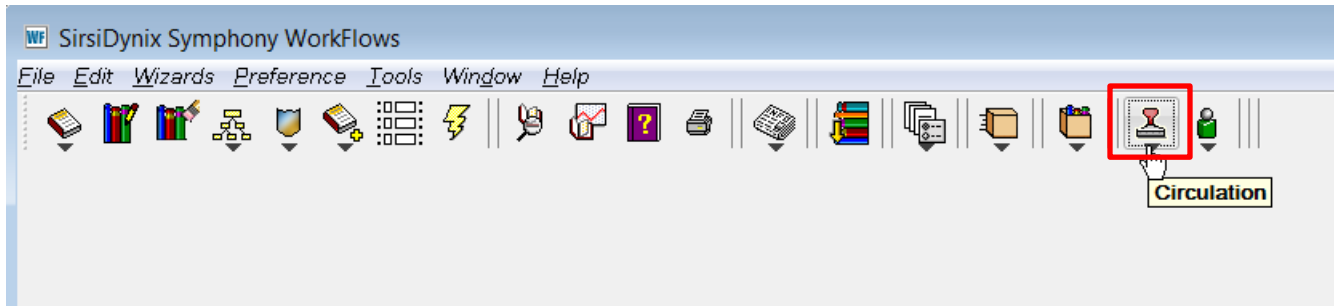 WF SirsiDynix Symphony WorkFlows
File Edit Wizards Preference Tools Window Help
?
Circulation